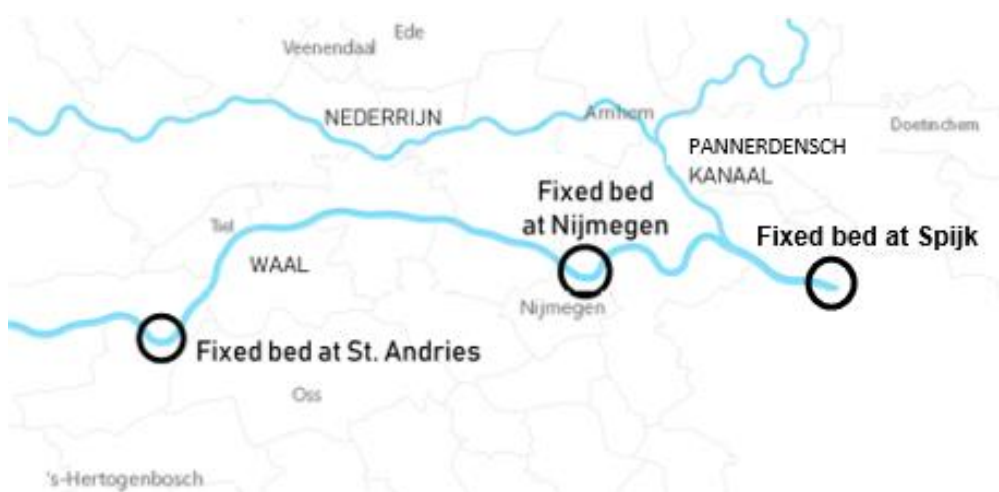 Ede
Veenendaal
NEDERRIJN
Arnhem
Doetinchem
PANNERDENSCH
KANAAL
Fixed bed
at Nijmegen
Fixed bed at Spijk
Tiel
WAAL
Nijmegen
Fixed bed at St. Andries
Oss
's-Hertogenbosch